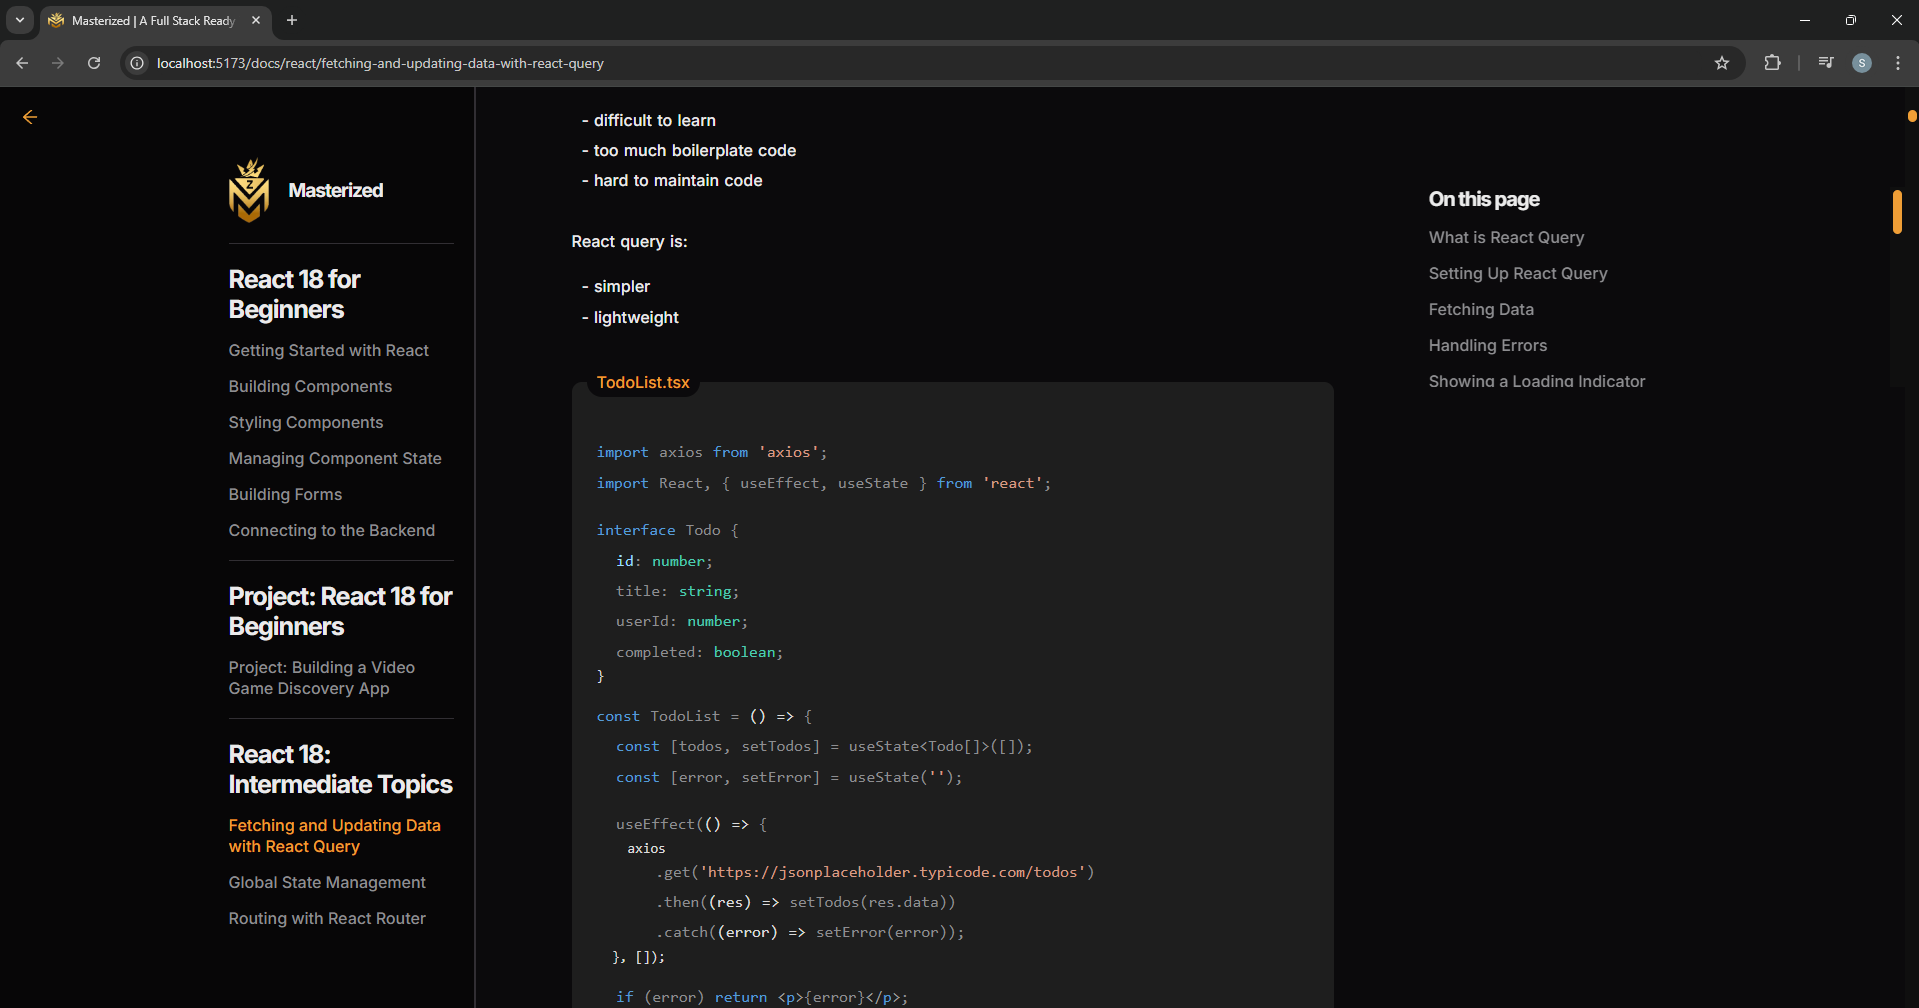 Masterized | A Full Stack Ready
localhost:5173/docs/react/fetching-and-updating-data-with-react-query
S
Masterized
React 18 for
Beginners
Getting Started with React
Building Components
Styling Components
Managing Component State
Building Forms
Connecting to the Backend
Project: React 18 for
Beginners
Project: Building a Video
Game Discovery App
React 18:
Intermediate Topics
Fetching and Updating Data
with React Query
Global State Management
Routing with React Router
- difficult to learn
- too much boilerplate code
- hard to maintain code
React query is:
- simpler
- lightweight
TodoList.tsx
import axios from 'axios';
import React, { useEffect, useState } from 'react';
interface Todo {
id: number;
title: string;
userId: number;
completed: boolean;
}
const TodoList = () => {
const [todos, setTodos] = useState<Todo[]>([]);
const [error, setError] = useState('');
useEffect(() => {
axios
.get('https://jsonplaceholder.typicode.com/todos')
.then((res) => setTodos(res.data))
.catch((error) => setError(error));
}, []);
if (error) return <p>{error}</p>;
On this page
What is React Query
Setting Up React Query
Fetching Data
Handling Errors
Showing a Loading Indicator